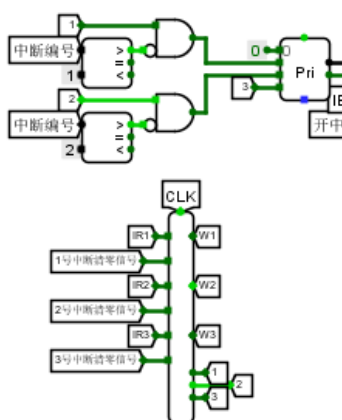 1
中断编号
>
=
<
1
0
0
Pri
2
3
中断编号
>
=
<
2
开中
CLK
IR1
W1
1号中断清零信号
IR2
W2
2号中断清零信号
IR3
W3
3号中断清零信号
1
2
3